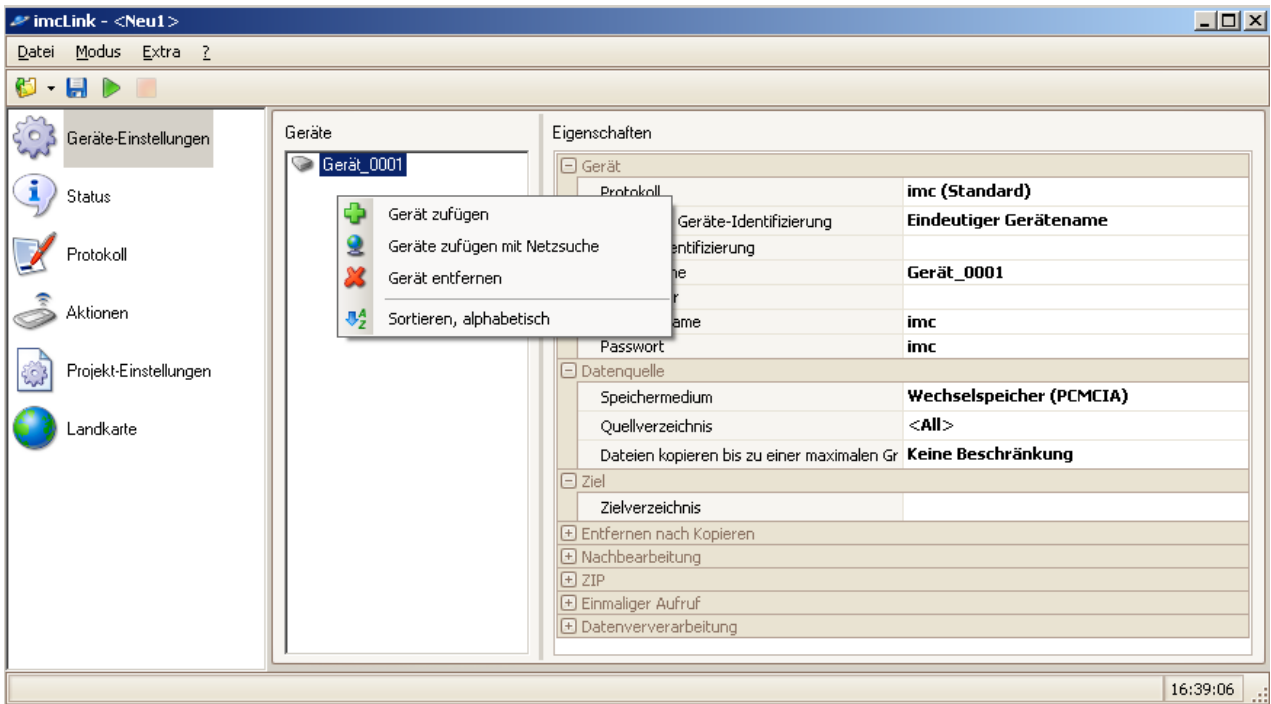 imcLink - <Neu1>
Datei Modus Extra ?
Geräte-Einstellungen
Status
Protokoll
Aktionen
Projekt-Einstellungen
Landkarte
Geräte
Gerät_0001
Gerät zufügen
Geräte zufügen mit Netzsuche
Gerät entfernen
Sortieren, alphabetisch
Eigenschaften
Gerät
Protokoll imc (Standard)
Geräte-Identifizierung Eindeutiger Gerätename
entifizierung
Gerät_0001
ame imc
Passwort imc
Datenquelle
Speichermedium Wechselspeicher (PCMCIA)
Quellverzeichnis <All>
Dateien kopieren bis zu einer maximalen Gr Keine Beschränkung
Ziel
Zielverzeichnis
Entfernen nach Kopieren
Nachbearbeitung
ZIP
Einmaliger Aufruf
Datenververarbeitung
16:39:06